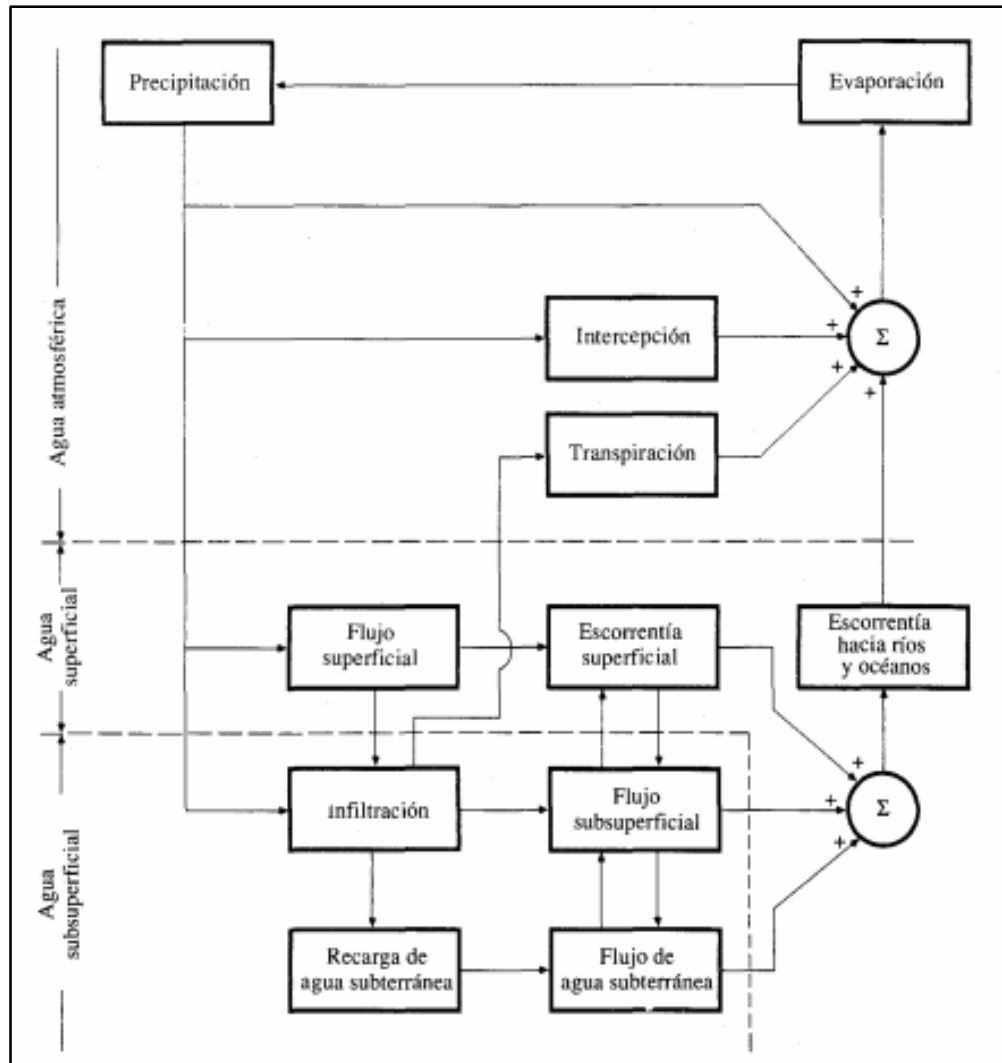 Precipitación
Evaporación
+
Intercepción
+
Σ
+
+
Transpiración
Agua atmosférica
Flujo
superficial
Escorrentía
superficial
Escorrentía
hacia ríos
y océanos
Agua
superficial
+
infiltración
Flujo
subsuperficial
+
Σ
+
Agua
subsuperficial
Recarga de
agua subterránea
Flujo de
agua subterránea